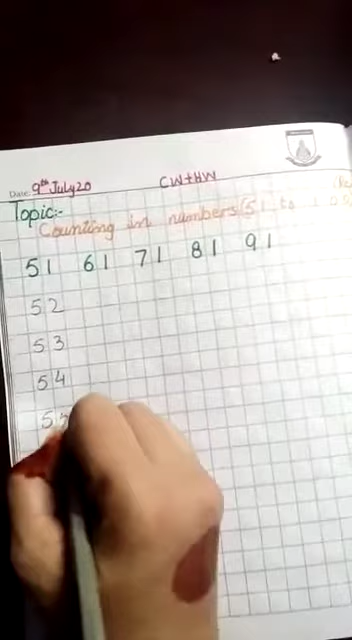 Date: 9th July 20 CW+HW
Topic:-
Counting in numbers (51 to 100)
51 61 71 81 91
52
53
54